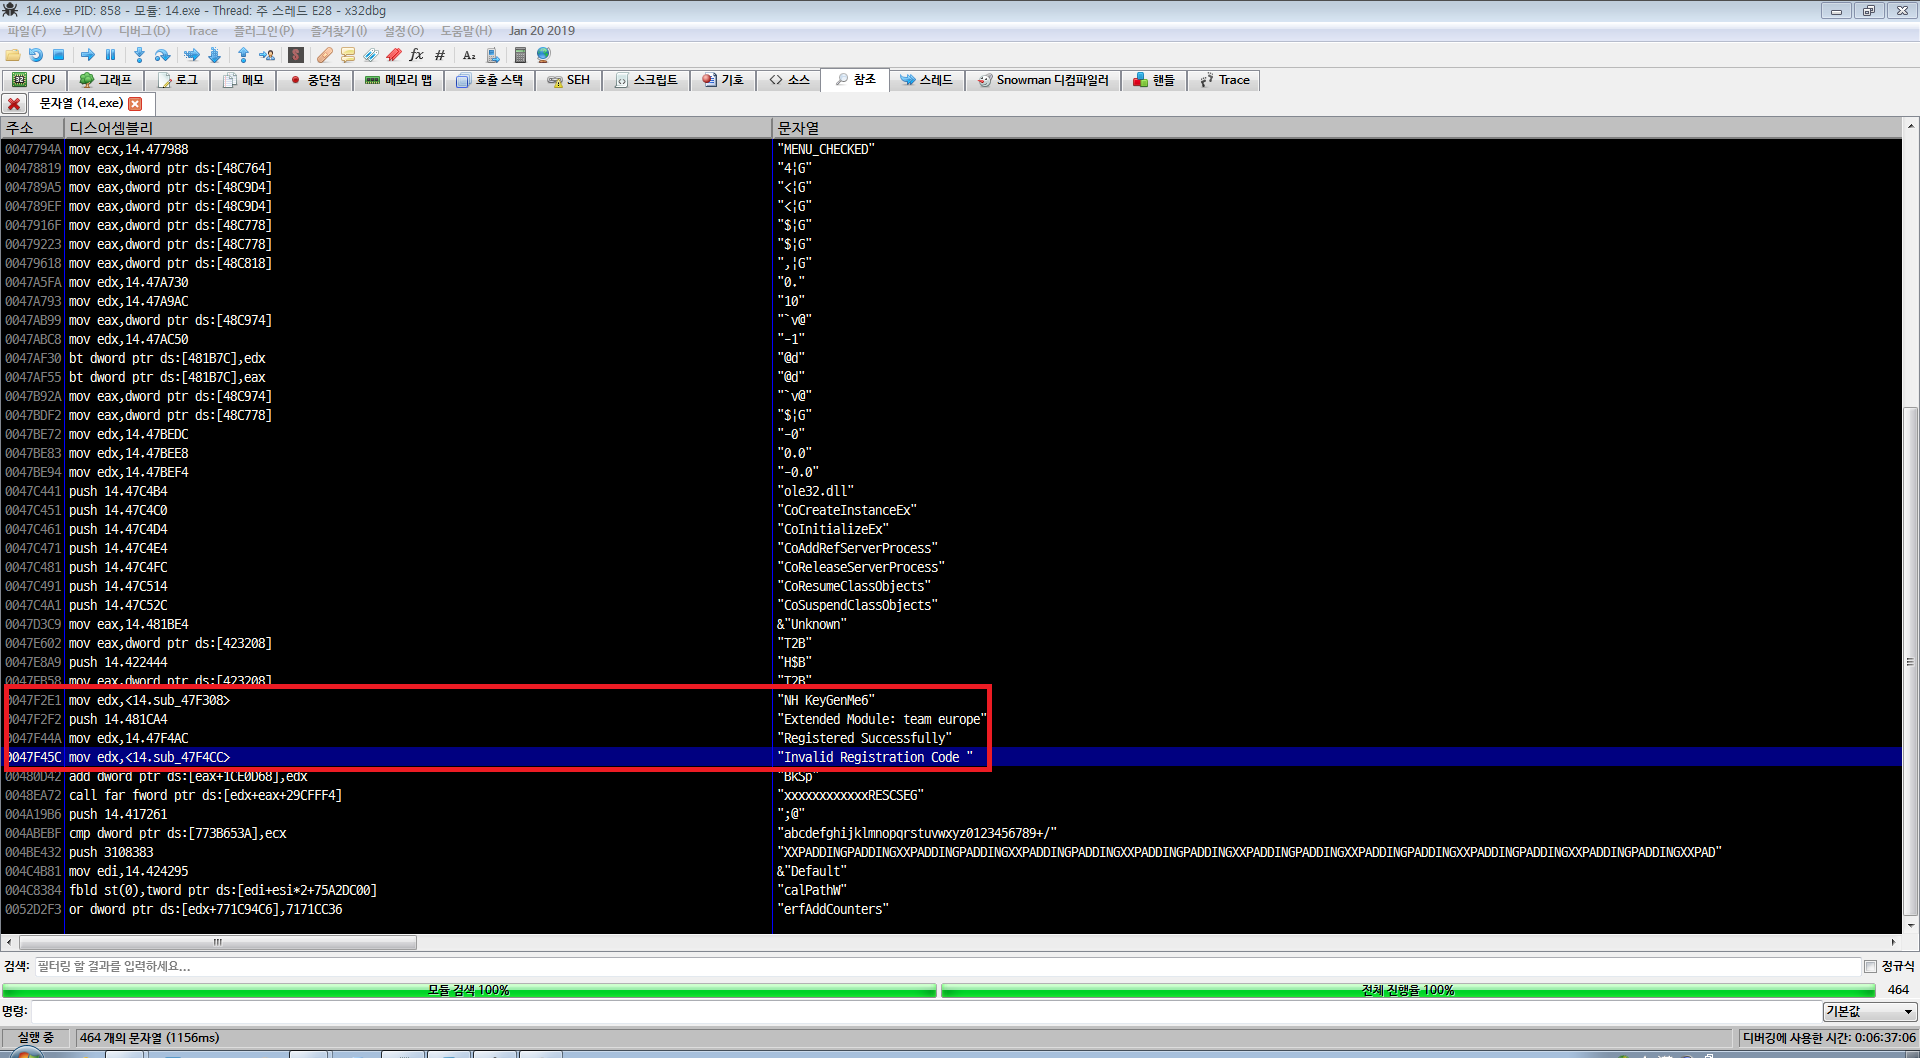 14.exe - PID: 858 - 모듈: 14.exe - Thread: 주 스레드 E28 - x32dbg
파일(F) 보기(V) 디버그(D) Trace 플러그인(P) 즐겨찾기(I) 설정(O) 도움말(H) Jan 20 2019
CPU 그래프 로그 메모 중단점 메모리 맵 호출 스택 SEH 스크립트 기호 소스 참조 스레드 Snowman 디컴파일러 핸들 Trace
문자열 (14.exe)
주소 디스어셈블리 문자열
0047794A mov ecx,14.477988 "MENU_CHECKED"
00478819 mov eax,dword ptr ds:[48C764] "4¦G"
004789A5 mov eax,dword ptr ds:[48C9D4] "<¦G"
004789EF mov eax,dword ptr ds:[48C9D4] "<¦G"
0047916F mov eax,dword ptr ds:[48C778] "$¦G"
00479223 mov eax,dword ptr ds:[48C778] "$¦G"
00479618 mov eax,dword ptr ds:[48C818] ",¦G"
0047A5FA mov edx,14.47A730 "0."
0047A793 mov edx,14.47A9AC "10"
0047AB99 mov eax,dword ptr ds:[48C974] "`v@"
0047ABC8 mov edx,14.47AC50 "-1"
0047AF30 bt dword ptr ds:[481B7C],edx "@d"
0047AF55 bt dword ptr ds:[481B7C],eax "@d"
0047B92A mov eax,dword ptr ds:[48C974] "`v@"
0047BDF2 mov eax,dword ptr ds:[48C778] "$¦G"
0047BE72 mov edx,14.47BEDC "-0"
0047BE83 mov edx,14.47BEE8 "0.0"
0047BE94 mov edx,14.47BEF4 "-0.0"
0047C441 push 14.47C4B4 "ole32.dll"
0047C451 push 14.47C4C0 "CoCreateInstanceEx"
0047C461 push 14.47C4D4 "CoInitializeEx"
0047C471 push 14.47C4E4 "CoAddRefServerProcess"
0047C481 push 14.47C4FC "CoReleaseServerProcess"
0047C491 push 14.47C514 "CoResumeClassObjects"
0047C4A1 push 14.47C52C "CoSuspendClassObjects"
0047D3C9 mov eax,14.481BE4 &"Unknown"
0047E602 mov eax,dword ptr ds:[423208] "T2B"
0047E8A9 push 14.422444 "H$B"
0047EB58 mov eax,dword ptr ds:[423208] "T2B"
0047F2E1 mov edx,<14.sub_47F308> "NH KeyGenMe6"
0047F2F2 push 14.481CA4 "Extended Module: team europe"
0047F44A mov edx,14.47F4AC "Registered Successfully"
0047F45C mov edx,<14.sub_47F4CC> "Invalid Registration Code "
00480D42 add dword ptr ds:[eax+1CE0D68],edx "BkSp"
0048EA72 call far fword ptr ds:[edx+eax+29CFFF4] "xxxxxxxxxxxxRESCSEG"
004A19B6 push 14.417261 ";@"
004ABEBF cmp dword ptr ds:[773B653A],ecx "abcdefghijklmnopqrstuvwxyz0123456789+/"
004BE432 push 3108383 "XXPADDINGPADDINGXXPADDINGPADDINGXXPADDINGPADDINGXXPADDINGPADDINGXXPADDINGPADDINGXXPADDINGPADDINGXXPADDINGPADDINGXXPADDINGPADDINGXXPAD"
004C4B81 mov edi,14.424295 &"Default"
004C8384 fbld st(0),tword ptr ds:[edi+esi*2+75A2DC00] "calPathW"
0052D2F3 or dword ptr ds:[edx+771C94C6],7171CC36 "erfAddCounters"
검색: 필터링 할 결과를 입력하세요... 정규식
모듈 검색 100% 전체 진행율 100% 464
명령: 기본값
실행 중 464 개의 문자열 (1156ms) 디버깅에 사용한 시간: 0:06:37:06